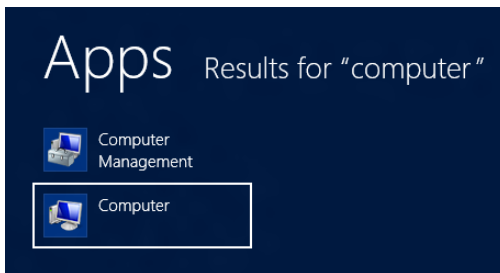 Apps Results for “computer”
Computer
Management
Computer